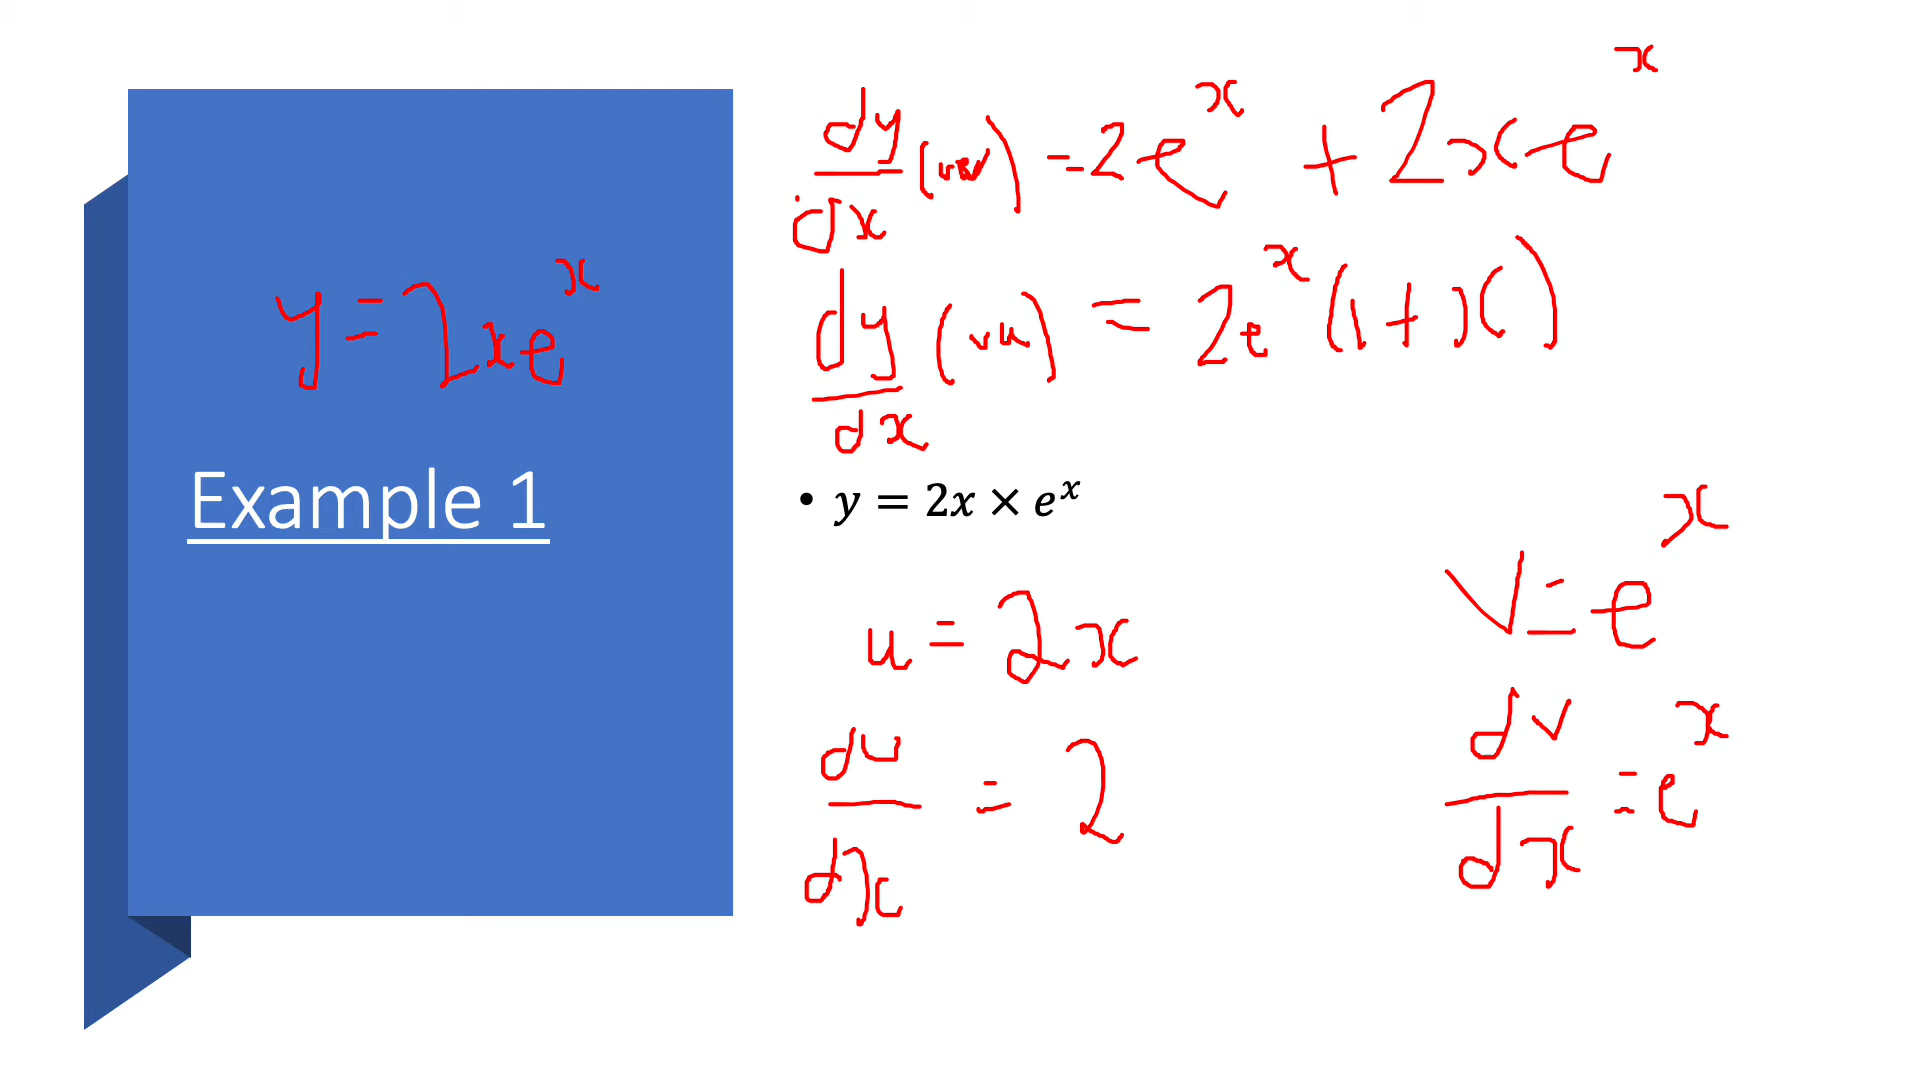 y = 2xe^x
Example 1
dy/dx (vu) = 2e^x + 2xe^x
dy/dx (vu) = 2e^x (1 + x)
• y = 2x × e^x
u = 2x
v = e^x
du/dx = 2
dv/dx = e^x